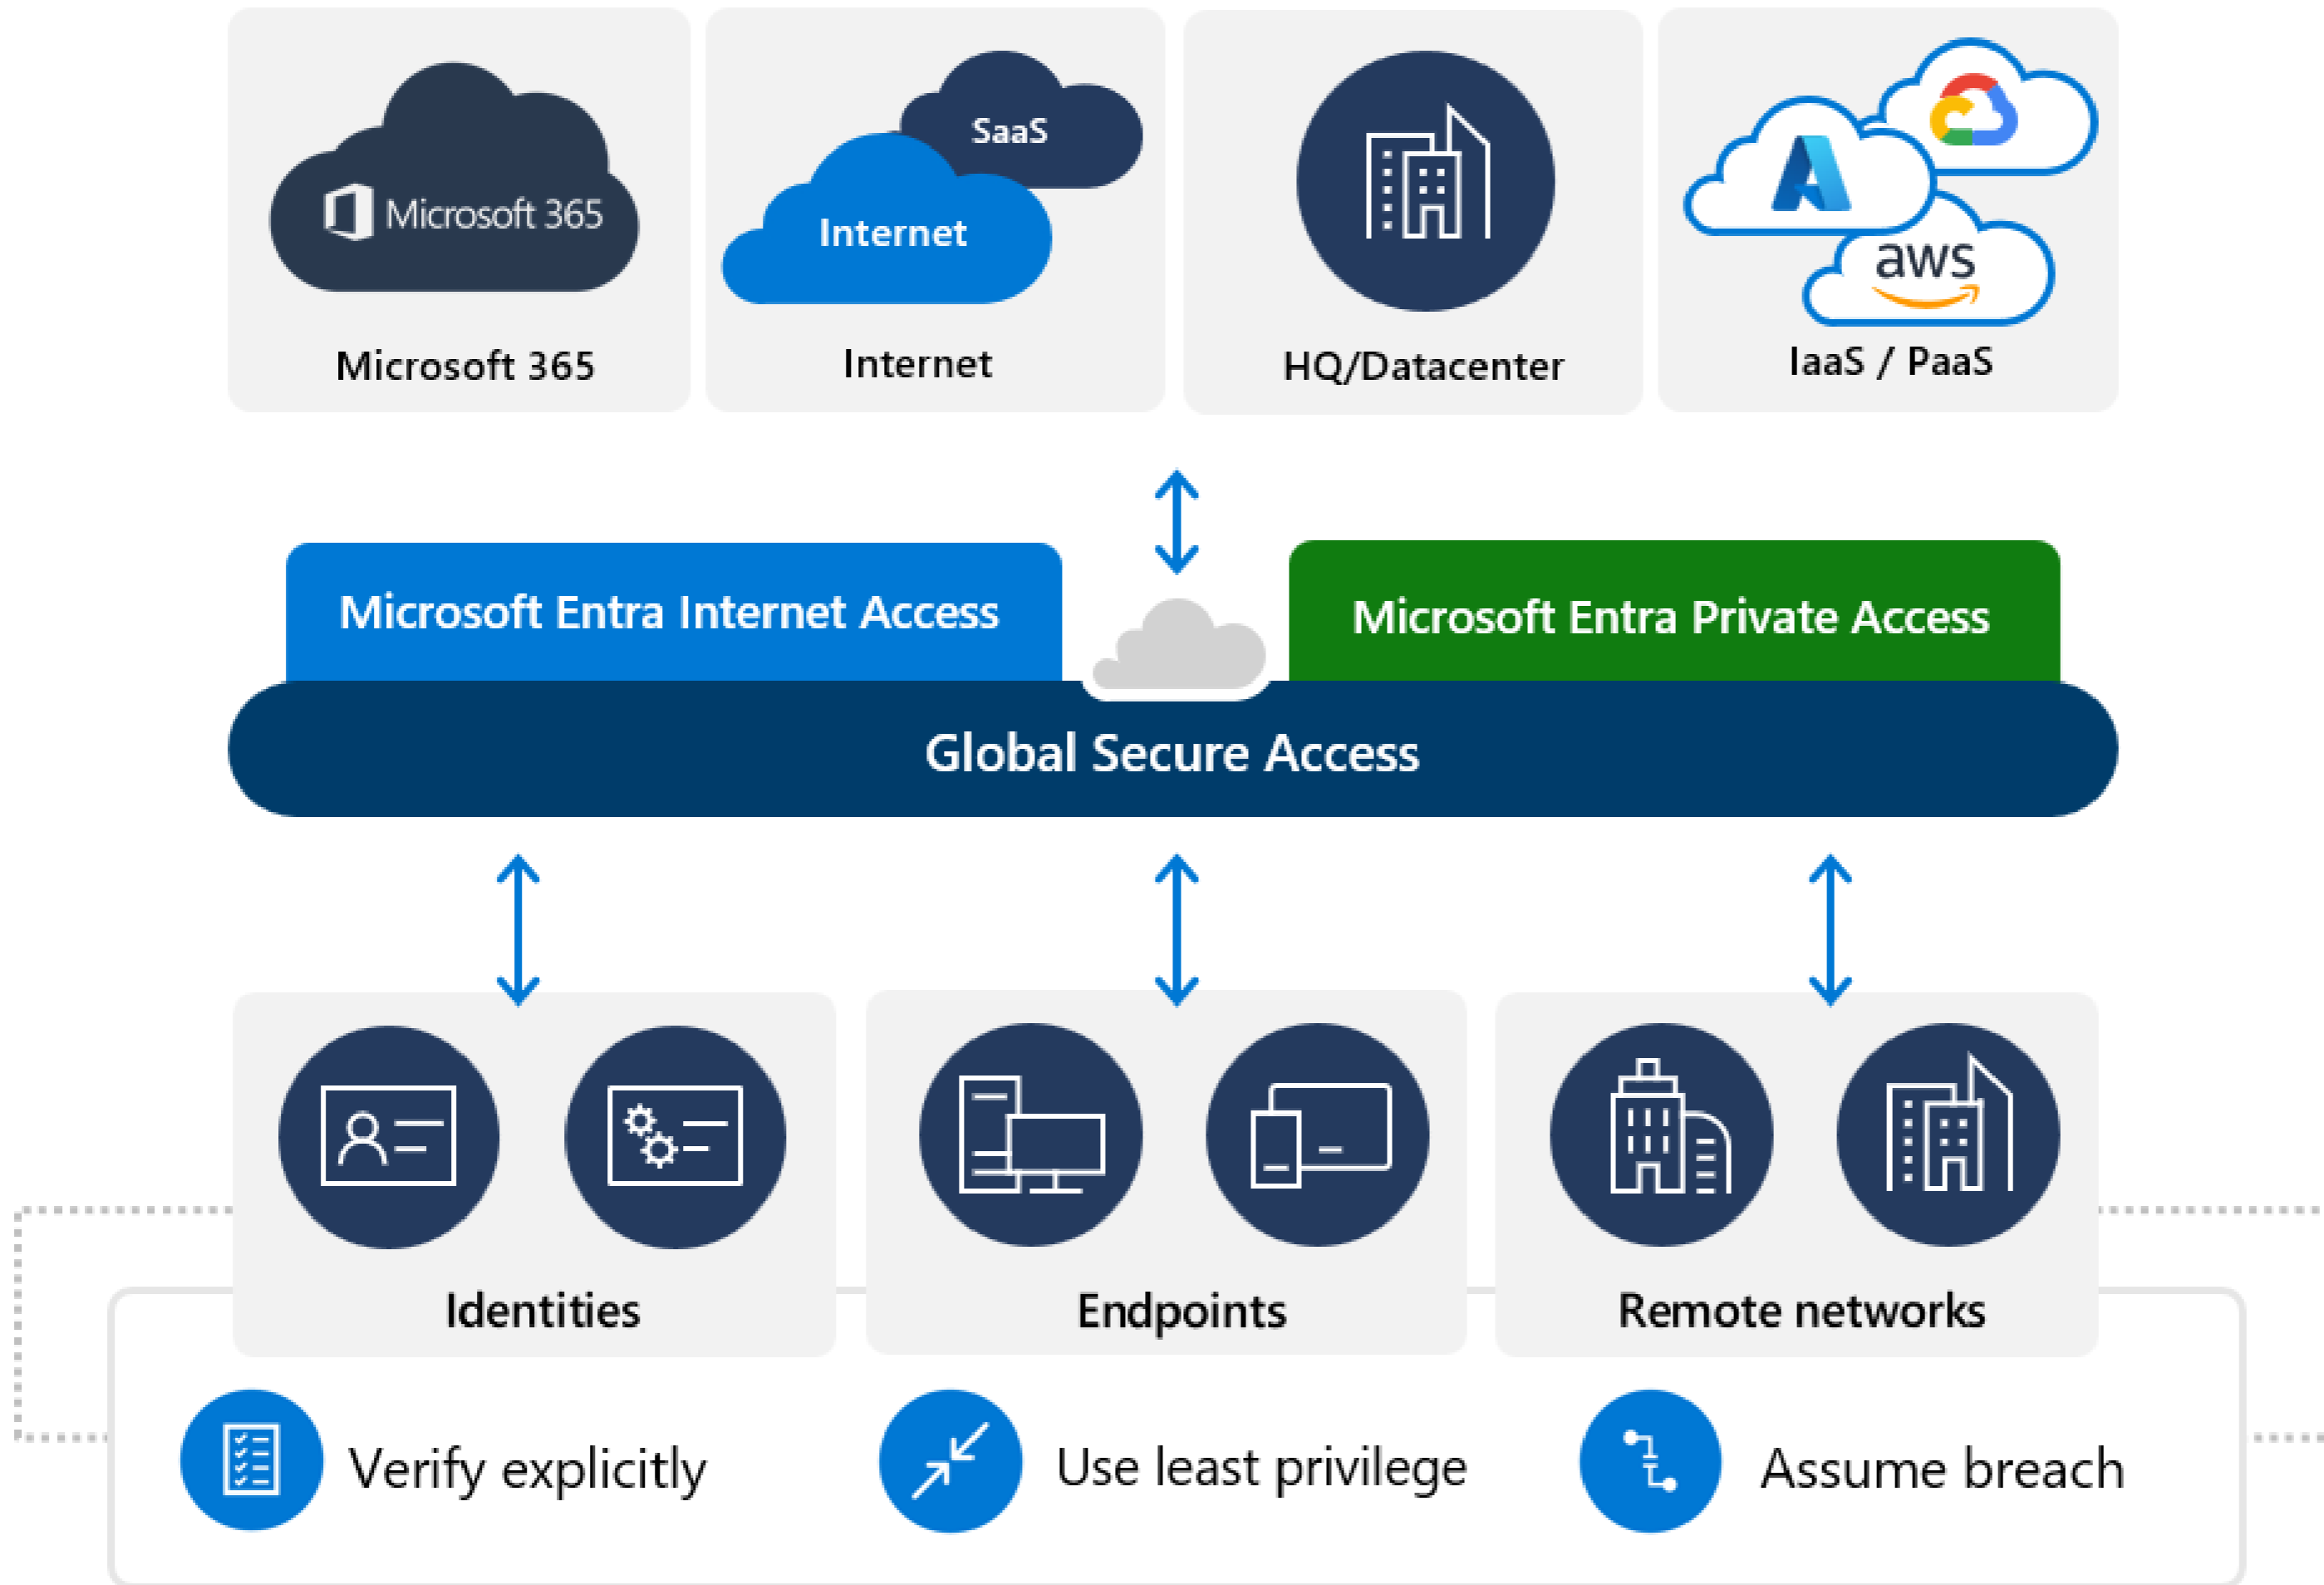 Microsoft 365
SaaS
Internet
aws
Microsoft 365
Internet
HQ/Datacenter
IaaS / PaaS
Microsoft Entra Internet Access
Microsoft Entra Private Access
Global Secure Access
Identities
Endpoints
Remote networks
Verify explicitly
Use least privilege
Assume breach